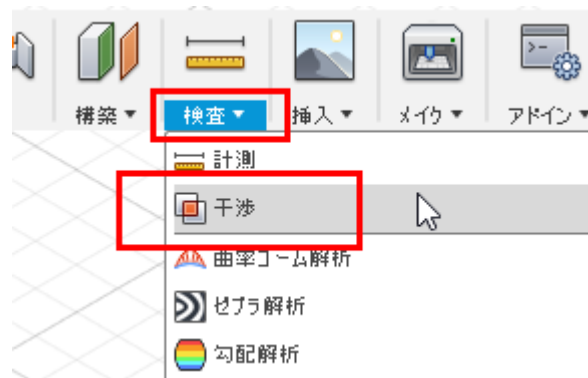 構築▼ 検査▼ 挿入▼ メイク▼ アドイン▼
計測
干渉
曲率コーム解析
ゼブラ解析
勾配解析